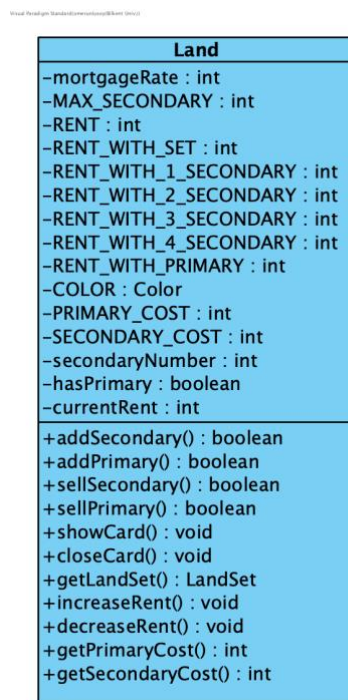 Visual Paradigm Standard(omerunlusoy(Bilkent Univ.))
Land
-mortgageRate : int
-MAX_SECONDARY : int
-RENT : int
-RENT_WITH_SET : int
-RENT_WITH_1_SECONDARY : int
-RENT_WITH_2_SECONDARY : int
-RENT_WITH_3_SECONDARY : int
-RENT_WITH_4_SECONDARY : int
-RENT_WITH_PRIMARY : int
-COLOR : Color
-PRIMARY_COST : int
-SECONDARY_COST : int
-secondaryNumber : int
-hasPrimary : boolean
-currentRent : int
+addSecondary() : boolean
+addPrimary() : boolean
+sellSecondary() : boolean
+sellPrimary() : boolean
+showCard() : void
+closeCard() : void
+getLandSet() : LandSet
+increaseRent() : void
+decreaseRent() : void
+getPrimaryCost() : int
+getSecondaryCost() : int